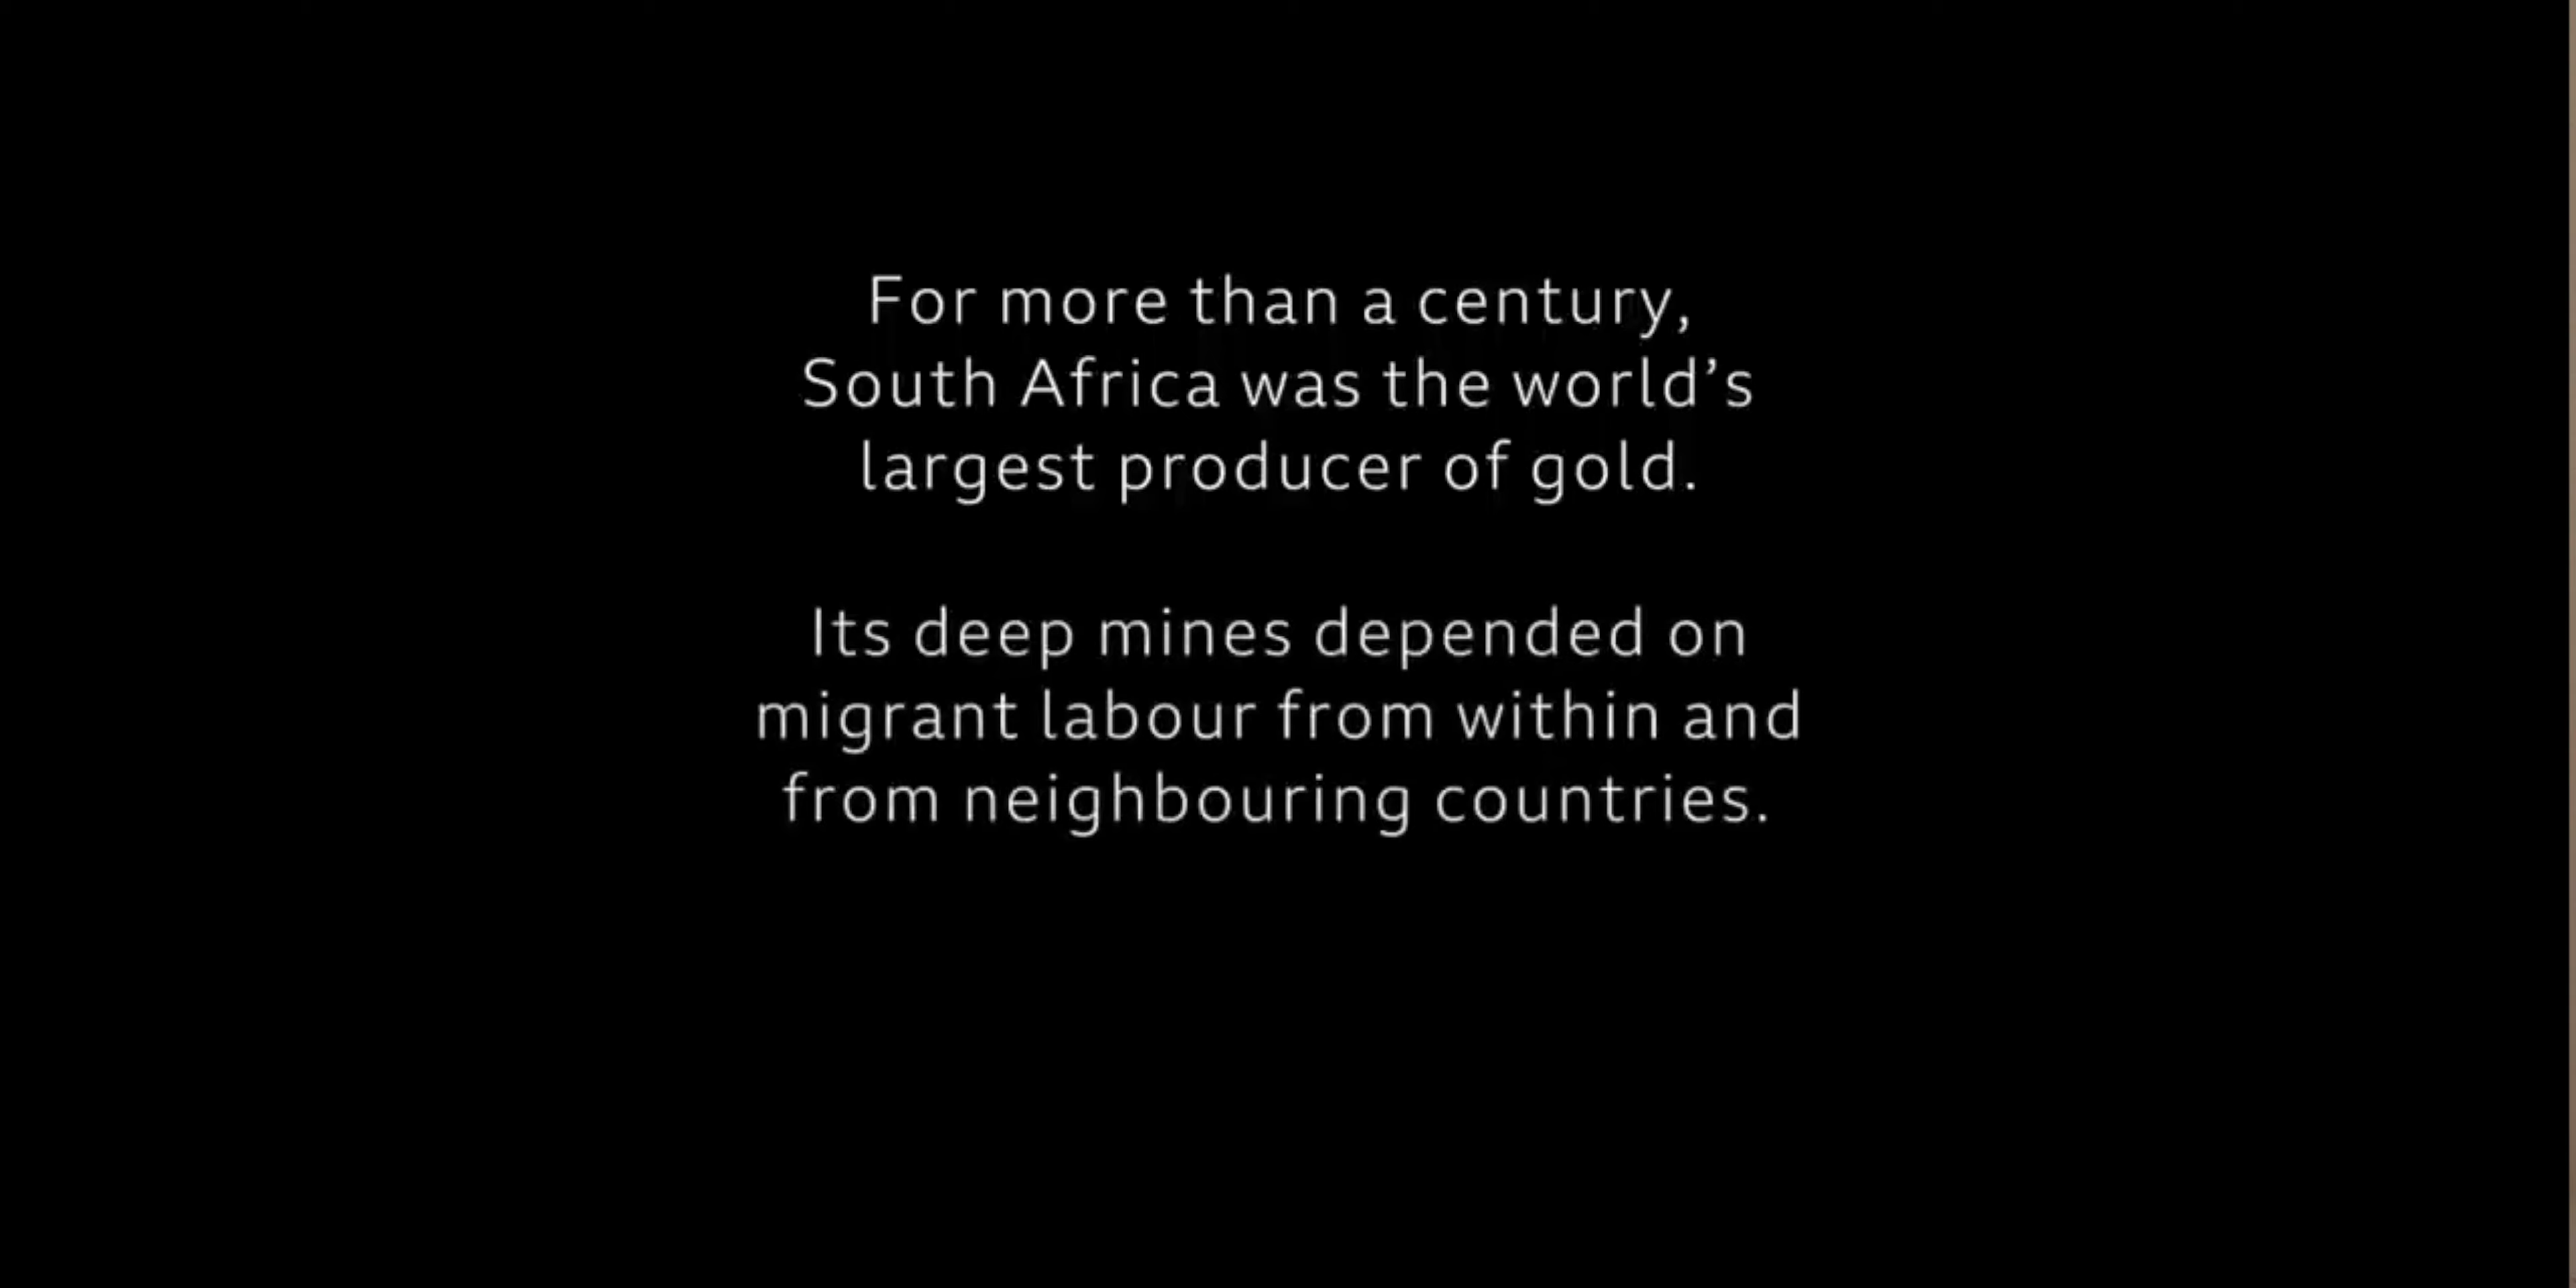 For more than a century,
South Africa was the world’s
largest producer of gold.
Its deep mines depended on
migrant labour from within and
from neighbouring countries.